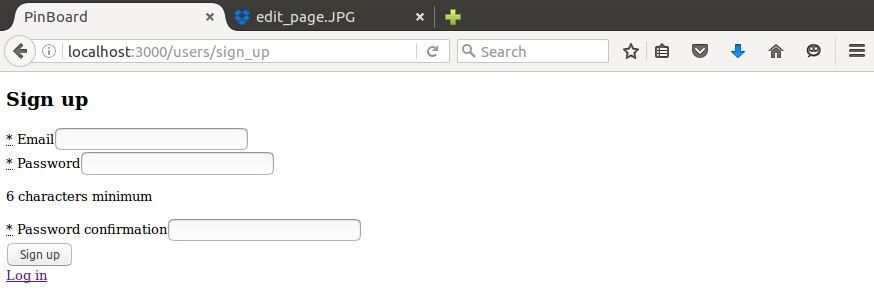 PinBoard
edit_page.JPG
localhost:3000/users/sign_up
Search
Sign up
* Email
* Password
6 characters minimum
* Password confirmation
Sign up
Log in